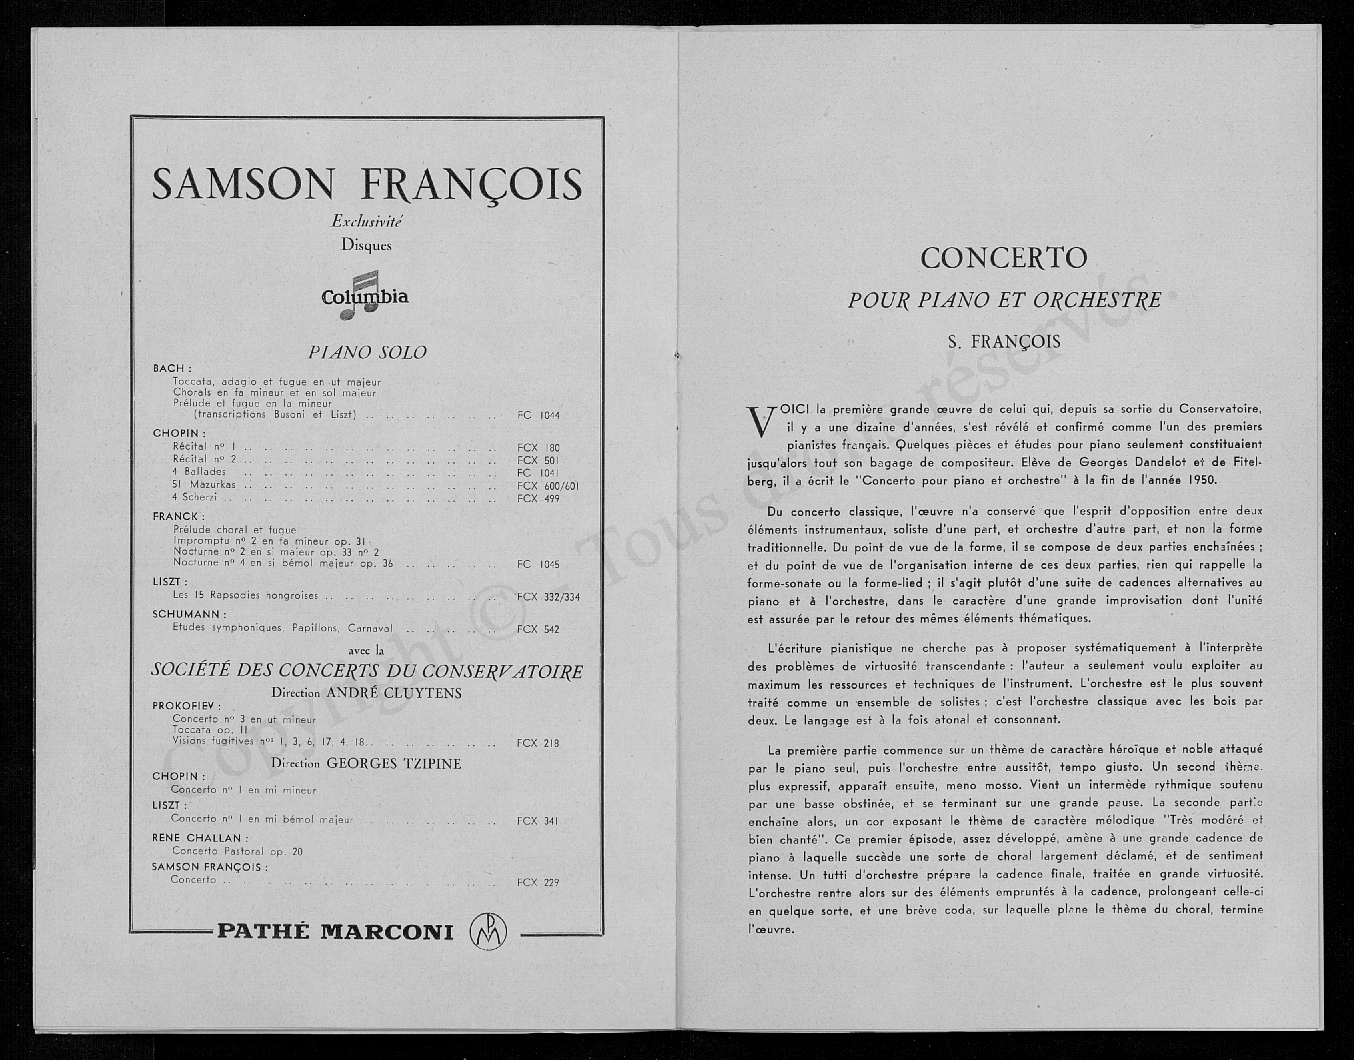 SAMSON FRANÇOIS
Exclusivité
Disques
Columbia
PIANO SOLO
BACH :
Toccata, adagio et fugue en ut majeur
Chorals en fa mineur et en sol majeur
Prélude et fugue en la mineur
(transcriptions Busoni et Liszt) .. .. .. .. .. .. .. FC 1044
CHOPIN :
Récital n° 1 .. .. .. .. .. .. .. .. .. .. .. .. .. FCX 180
Récital n° 2 .. .. .. .. .. .. .. .. .. .. .. .. .. FCX 501
4 Ballades .. .. .. .. .. .. .. .. .. .. .. .. .. FC 1041
51 Mazurkas .. .. .. .. .. .. .. .. .. .. .. .. .. FCX 600/601
4 Scherzi .. .. .. .. .. .. .. .. .. .. .. .. .. .. FCX 499
FRANCK :
Prélude choral et fugue
Impromptu n° 2 en fa mineur op. 31
Nocturne n° 2 en si majeur op. 33 n° 2
Nocturne n° 4 en si bémol majeur op. 36 .. .. .. .. .. FC 1045
LISZT :
Les 15 Rapsodies hongroises .. .. .. .. .. .. .. .. .. FCX 332/334
SCHUMANN :
Etudes symphoniques, Papillons, Carnaval .. .. .. .. .. FCX 542
avec la
SOCIÉTÉ DES CONCERTS DU CONSERVATOIRE
Direction ANDRÉ CLUYTENS
PROKOFIEV :
Concerto n° 3 en ut mineur
Toccata op. 11
Visions fugitives nos 1, 3, 6, 17, 4, 18.. .. .. .. .. .. .. FCX 218
Direction GEORGES TZIPINE
CHOPIN :
Concerto n° 1 en mi mineur
LISZT :
Concerto n° 1 en mi bémol majeur .. .. .. .. .. .. .. FCX 341
RENE CHALLAN :
Concerto Pastoral op. 20
SAMSON FRANÇOIS :
Concerto .. .. .. .. .. .. .. .. .. .. .. .. .. .. FCX 229
PATHÉ MARCONI
CONCERTO
POUR PIANO ET ORCHESTRE
S. FRANÇOIS
VOICI la première grande œuvre de celui qui, depuis sa sortie du Conservatoire,
il y a une dizaine d'années, s'est révélé et confirmé comme l'un des premiers
pianistes français. Quelques pièces et études pour piano seulement constituaient
jusqu'alors tout son bagage de compositeur. Elève de Georges Dandelot et de Fitel-
berg, il a écrit le "Concerto pour piano et orchestre" à la fin de l'année 1950.
Du concerto classique, l'œuvre n'a conservé que l'esprit d'opposition entre deux
éléments instrumentaux, soliste d'une part, et orchestre d'autre part, et non la forme
traditionnelle. Du point de vue de la forme, il se compose de deux parties enchaînées ;
et du point de vue de l'organisation interne de ces deux parties, rien qui rappelle la
forme-sonate ou la forme-lied ; il s'agit plutôt d'une suite de cadences alternatives au
piano et à l'orchestre, dans le caractère d'une grande improvisation dont l'unité
est assurée par le retour des mêmes éléments thématiques.
L'écriture pianistique ne cherche pas à proposer systématiquement à l'interprète
des problèmes de virtuosité transcendante : l'auteur a seulement voulu exploiter au
maximum les ressources et techniques de l'instrument. L'orchestre est le plus souvent
traité comme un ensemble de solistes ; c'est l'orchestre classique avec les bois par
deux. Le langage est à la fois atonal et consonnant.
La première partie commence sur un thème de caractère héroïque et noble attaqué
par le piano seul, puis l'orchestre entre aussitôt, tempo giusto. Un second thème,
plus expressif, apparaît ensuite, meno mosso. Vient un intermède rythmique soutenu
par une basse obstinée, et se terminant sur une grande pause. La seconde partie
enchaîne alors, un cor exposant le thème de caractère mélodique "Très modéré et
bien chanté". Ce premier épisode, assez développé, amène à une grande cadence de
piano à laquelle succède une sorte de choral largement déclamé, et de sentiment
intense. Un tutti d'orchestre prépare la cadence finale, traitée en grande virtuosité.
L'orchestre rentre alors sur des éléments empruntés à la cadence, prolongeant celle-ci
en quelque sorte, et une brève coda, sur laquelle plane le thème du choral, termine
l'œuvre.
Copyright © - Tous droits réservés.